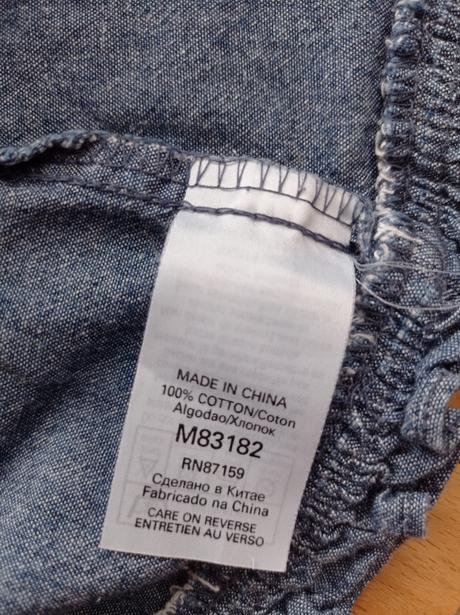 MADE IN CHINA
100% COTTON/Coton
Algodao/Хлопок
M83182
RN87159
Сделано в Китае
Fabricado na China
CARE ON REVERSE
ENTRETIEN AU VERSO